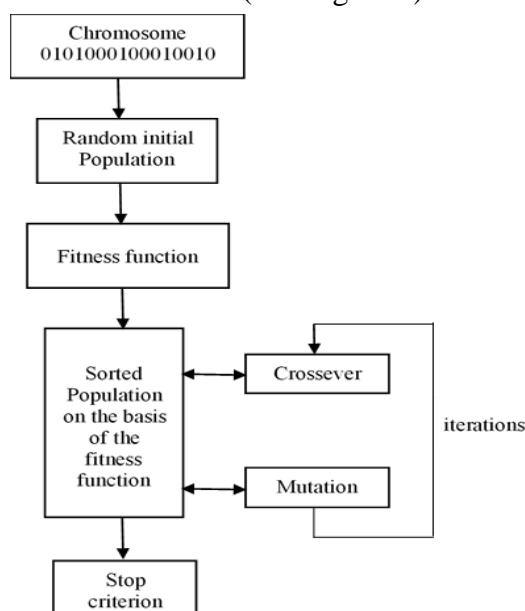 Chromosome
0101000100010010
Random initial
Population
Fitness function
Sorted
Population
on the basis
of the
fitness
function
Crossever
iterations
Mutation
Stop
criterion